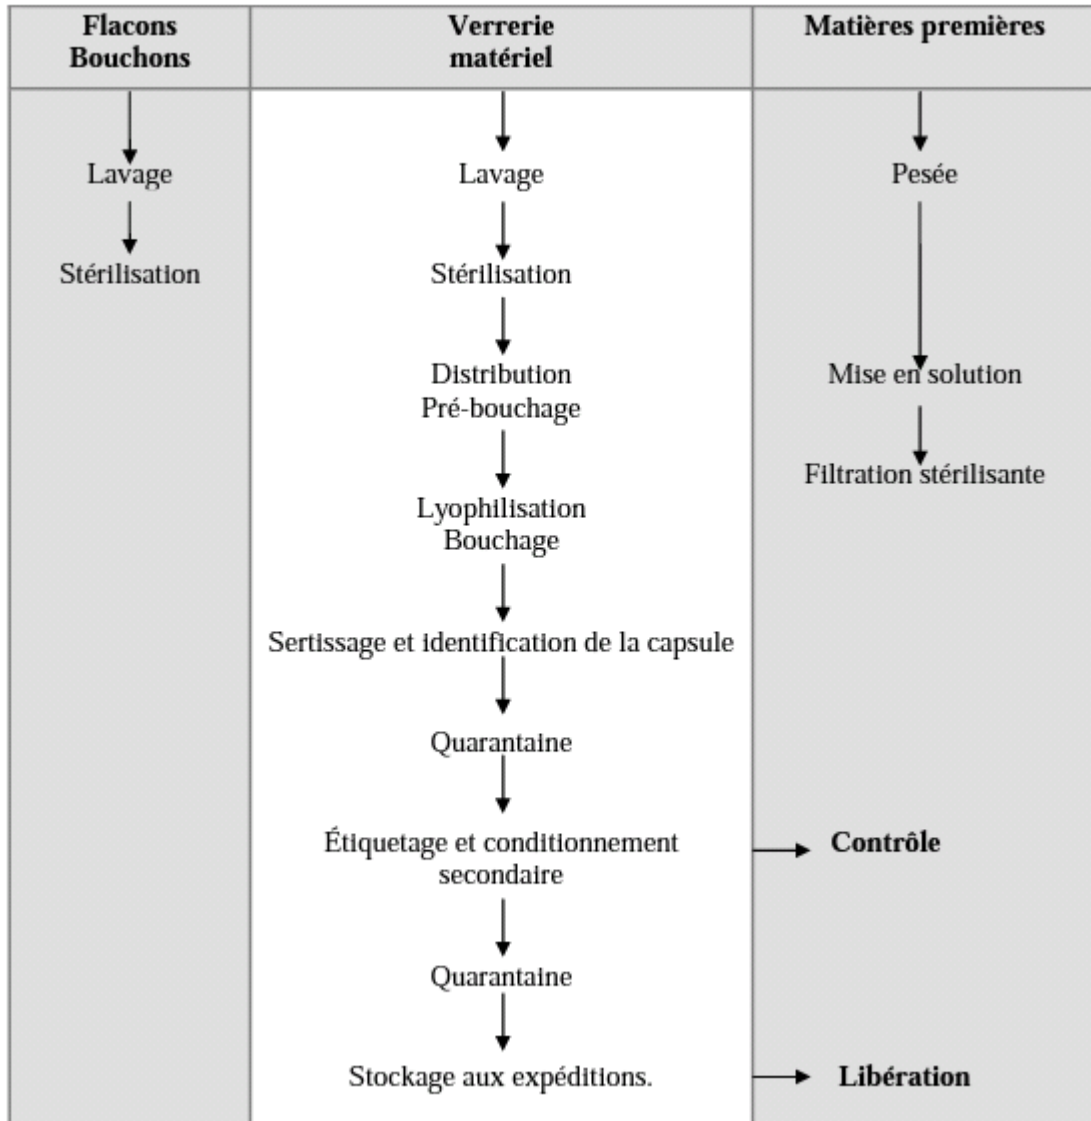 Flacons
Bouchons
Verrerie
matériel
Matières premières
Lavage
Lavage
Pesée
Stérilisation
Stérilisation
Distribution
Pré-bouchage
Mise en solution
Filtration stérilisante
Lyophilisation
Bouchage
Sertissage et identification de la capsule
Quarantaine
Étiquetage et conditionnement
secondaire
Contrôle
Quarantaine
Stockage aux expéditions.
Libération